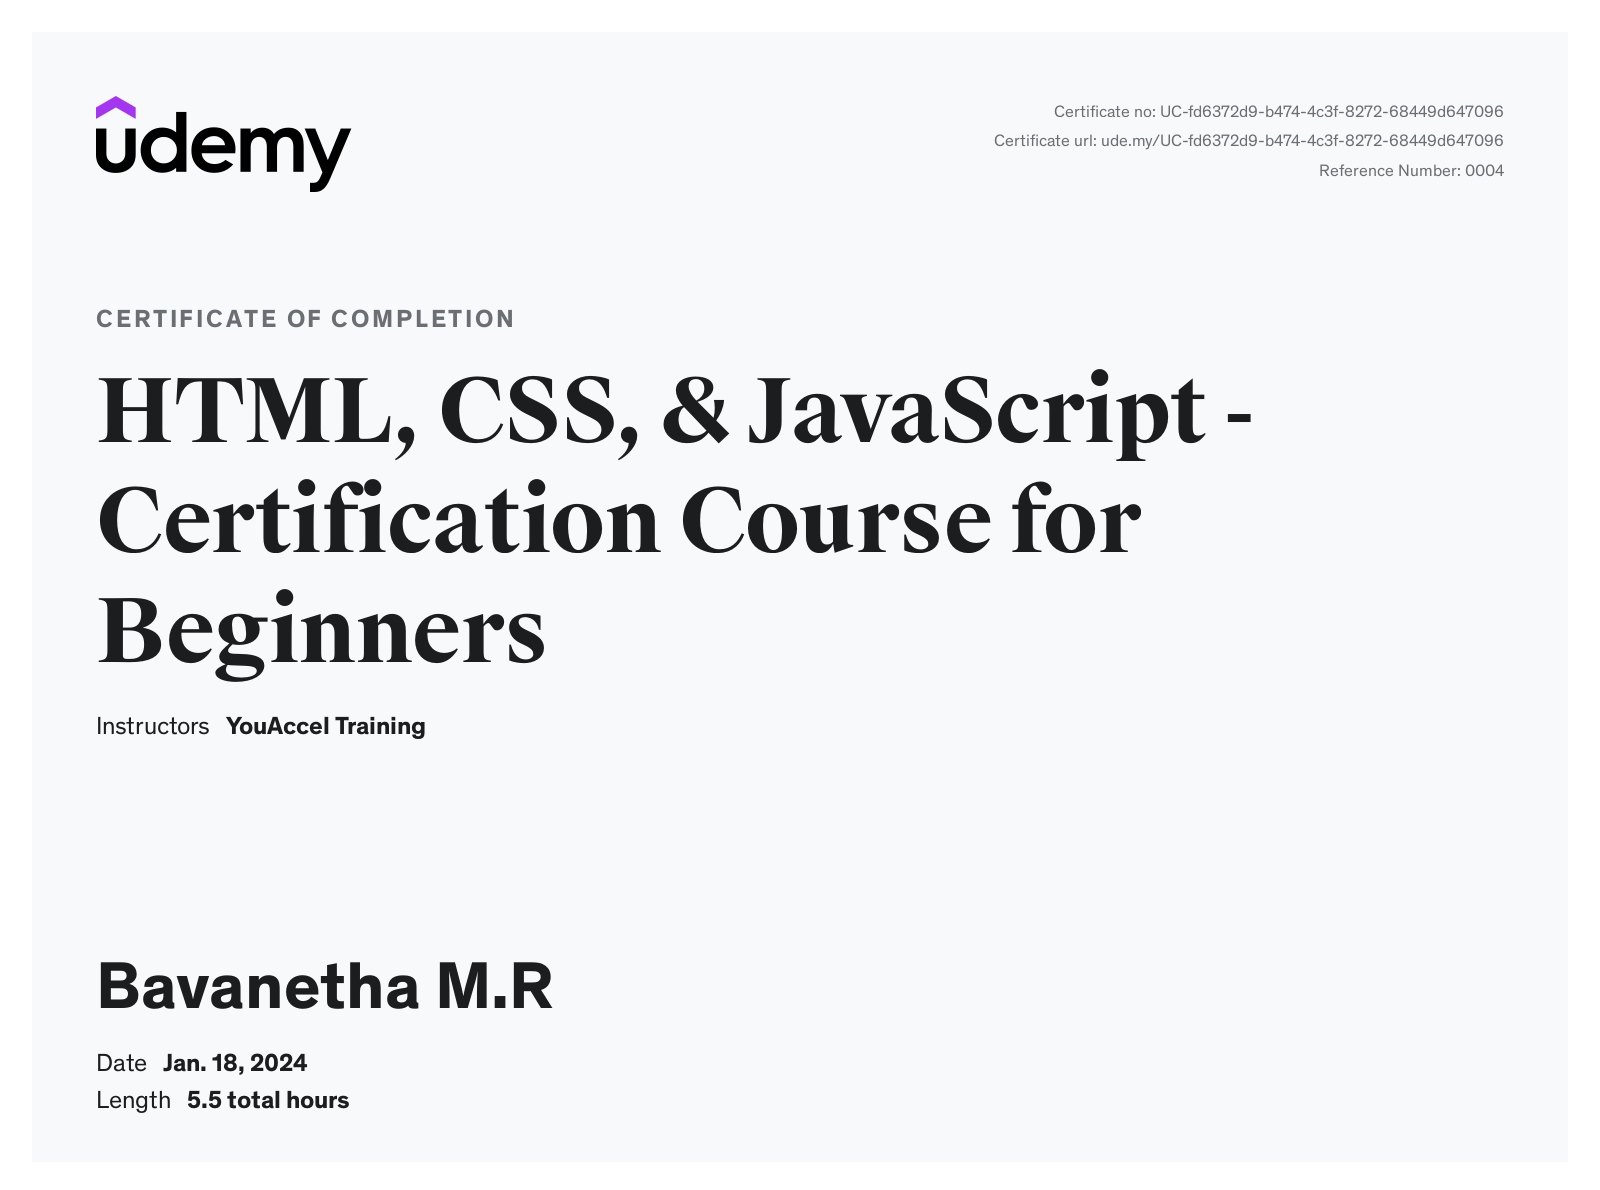 udemy
Certificate no: UC-fd6372d9-b474-4c3f-8272-68449d647096
Certificate url: ude.my/UC-fd6372d9-b474-4c3f-8272-68449d647096
Reference Number: 0004
CERTIFICATE OF COMPLETION
HTML, CSS, & JavaScript -
Certification Course for
Beginners
Instructors YouAccel Training
Bavanetha M.R
Date Jan. 18, 2024
Length 5.5 total hours